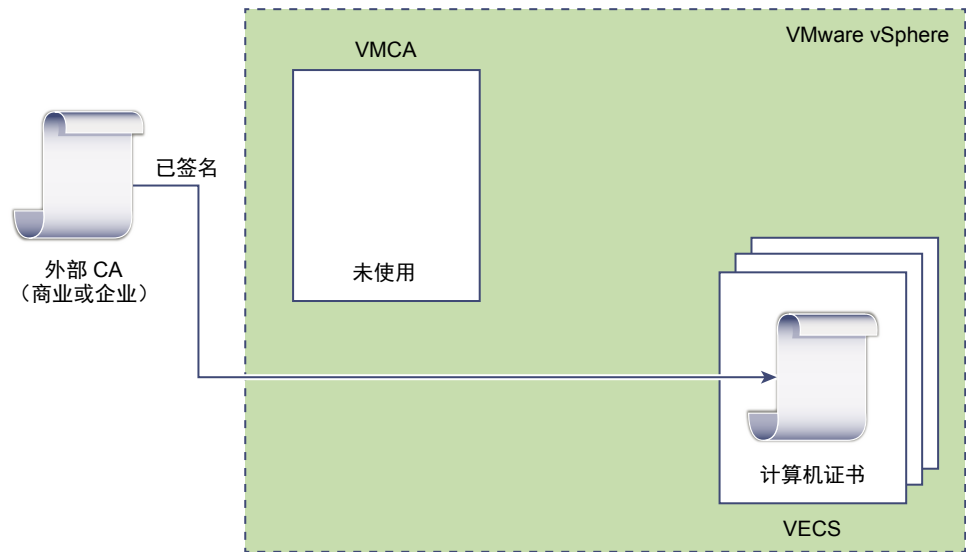 VMware vSphere
VMCA
已签名
外部 CA
（商业或企业）
未使用
计算机证书
VECS